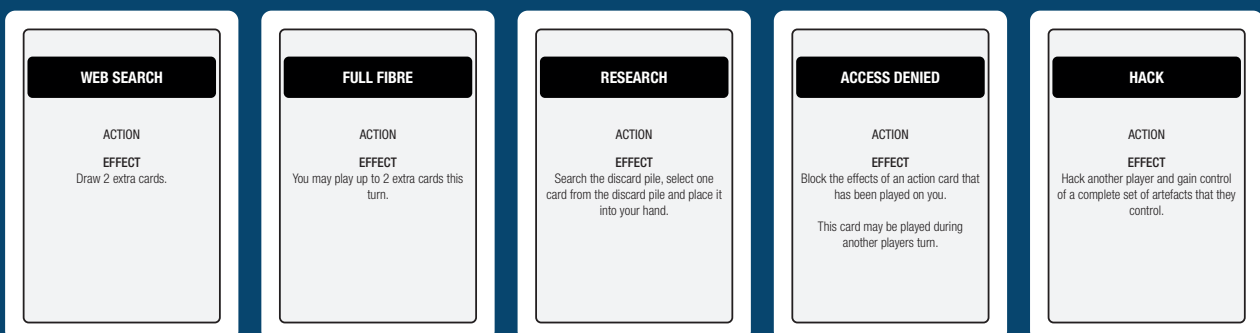 WEB SEARCH
ACTION
EFFECT
Draw 2 extra cards.
FULL FIBRE
ACTION
EFFECT
You may play up to 2 extra cards this
turn.
RESEARCH
ACTION
EFFECT
Search the discard pile, select one
card from the discard pile and place it
into your hand.
ACCESS DENIED
ACTION
EFFECT
Block the effects of an action card that
has been played on you.
This card may be played during
another players turn.
HACK
ACTION
EFFECT
Hack another player and gain control
of a complete set of artefacts that they
control.